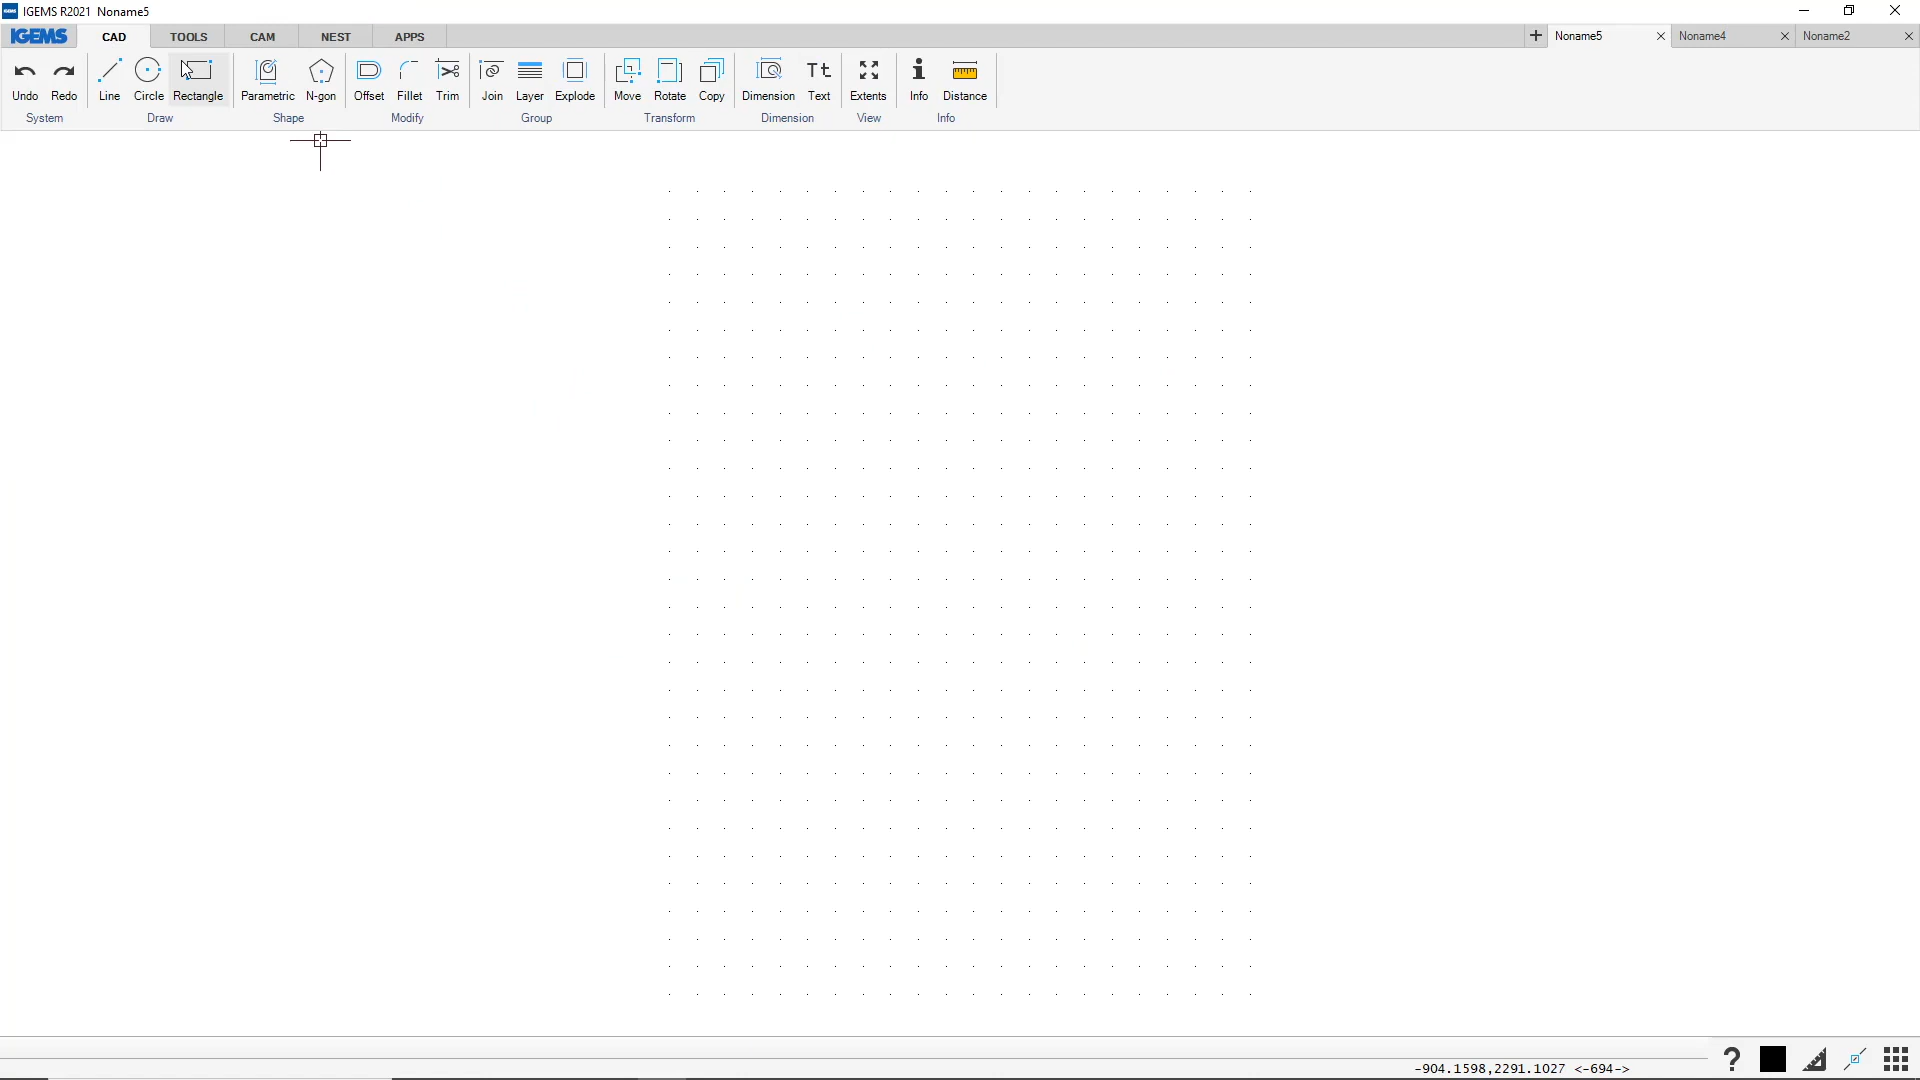 IGEMS R2021 Noname5
IGEMS CAD TOOLS CAM NEST APPS Noname5 Noname4 Noname2
Undo Redo Line Circle Rectangle Parametric N-gon Offset Fillet Trim Join Layer Explode Move Rotate Copy Dimension Text Extents Info Distance
System Draw Shape Modify Group Transform Dimension View Info
-904.1598,2291.1027 <-694->